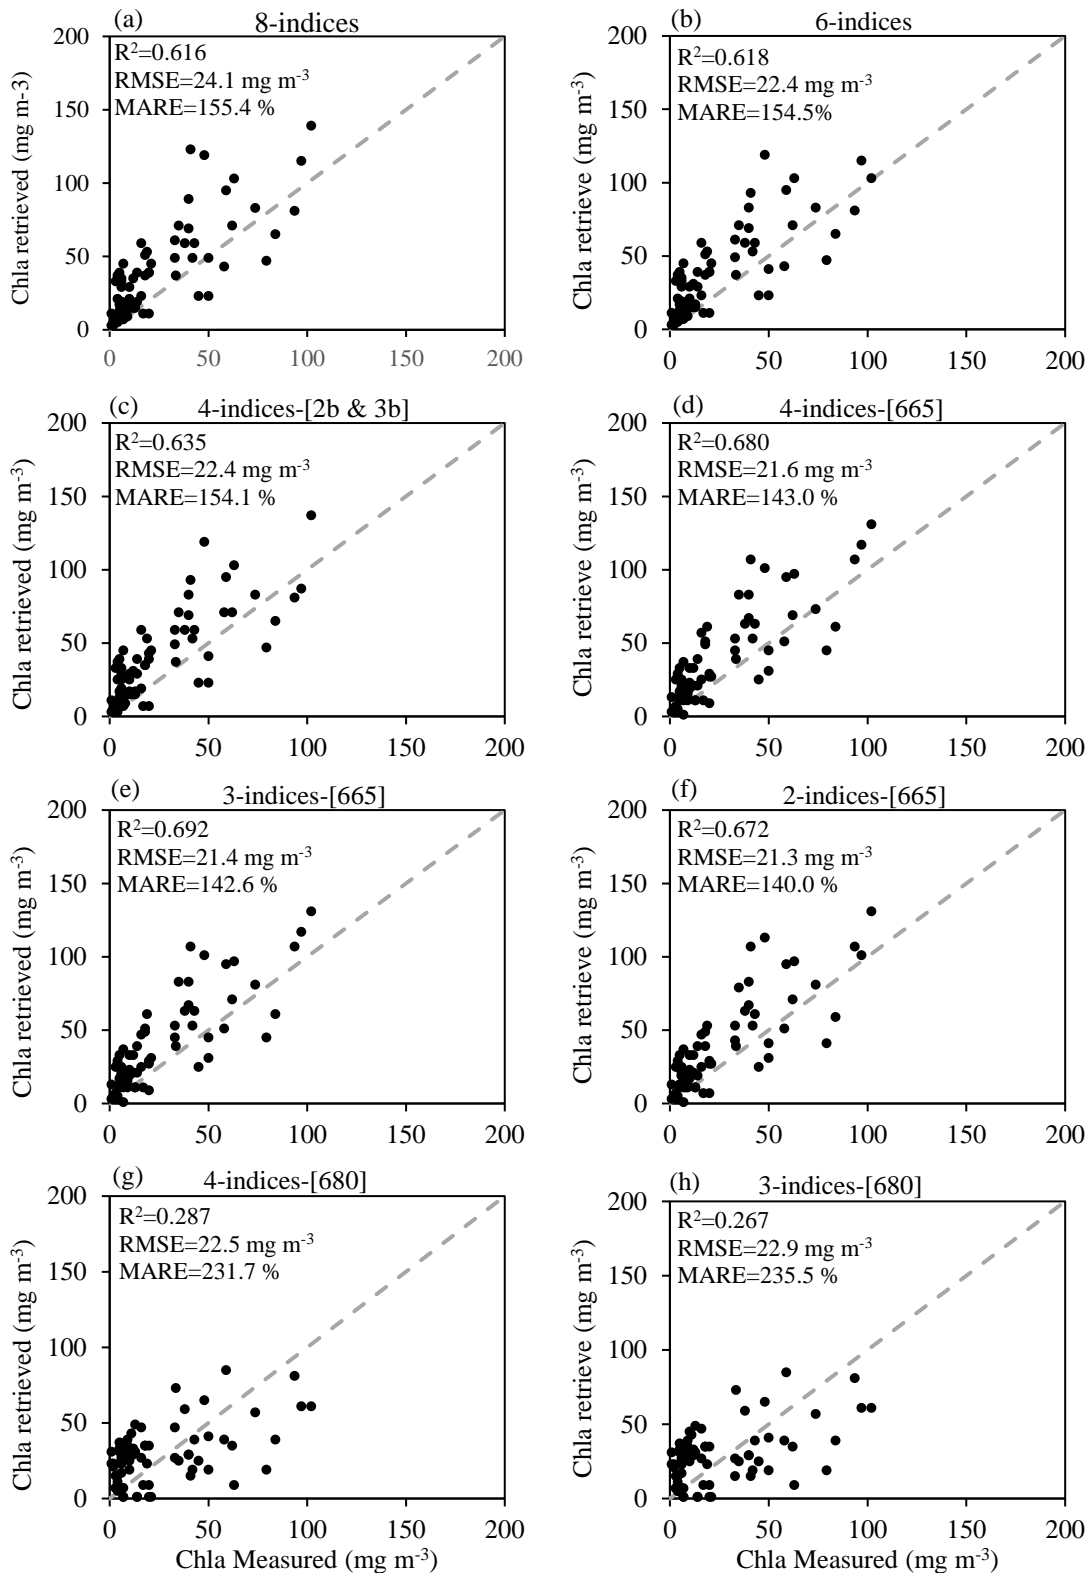 (a) 8-indices
R²=0.616
RMSE=24.1 mg m⁻³
MARE=155.4 %
Chla retrieved (mg m-3)
200
150
100
50
0
0 50 100 150 200
(b) 6-indices
R²=0.618
RMSE=22.4 mg m⁻³
MARE=154.5%
Chla retrieve (mg m⁻³)
200
150
100
50
0
0 50 100 150 200
(c) 4-indices-[2b & 3b]
R²=0.635
RMSE=22.4 mg m⁻³
MARE=154.1 %
Chla retrieved (mg m⁻³)
200
150
100
50
0
0 50 100 150 200
(d) 4-indices-[665]
R²=0.680
RMSE=21.6 mg m⁻³
MARE=143.0 %
Chla retrieve (mg m⁻³)
200
150
100
50
0
0 50 100 150 200
(e) 3-indices-[665]
R²=0.692
RMSE=21.4 mg m⁻³
MARE=142.6 %
Chla retrieved (mg m⁻³)
200
150
100
50
0
0 50 100 150 200
(f) 2-indices-[665]
R²=0.672
RMSE=21.3 mg m⁻³
MARE=140.0 %
Chla retrieve (mg m⁻³)
200
150
100
50
0
0 50 100 150 200
(g) 4-indices-[680]
R²=0.287
RMSE=22.5 mg m⁻³
MARE=231.7 %
Chla retrieved (mg m⁻³)
200
150
100
50
0
0 50 100 150 200
Chla Measured (mg m⁻³)
(h) 3-indices-[680]
R²=0.267
RMSE=22.9 mg m⁻³
MARE=235.5 %
Chla retrieve (mg m⁻³)
200
150
100
50
0
0 50 100 150 200
Chla Measured (mg m⁻³)